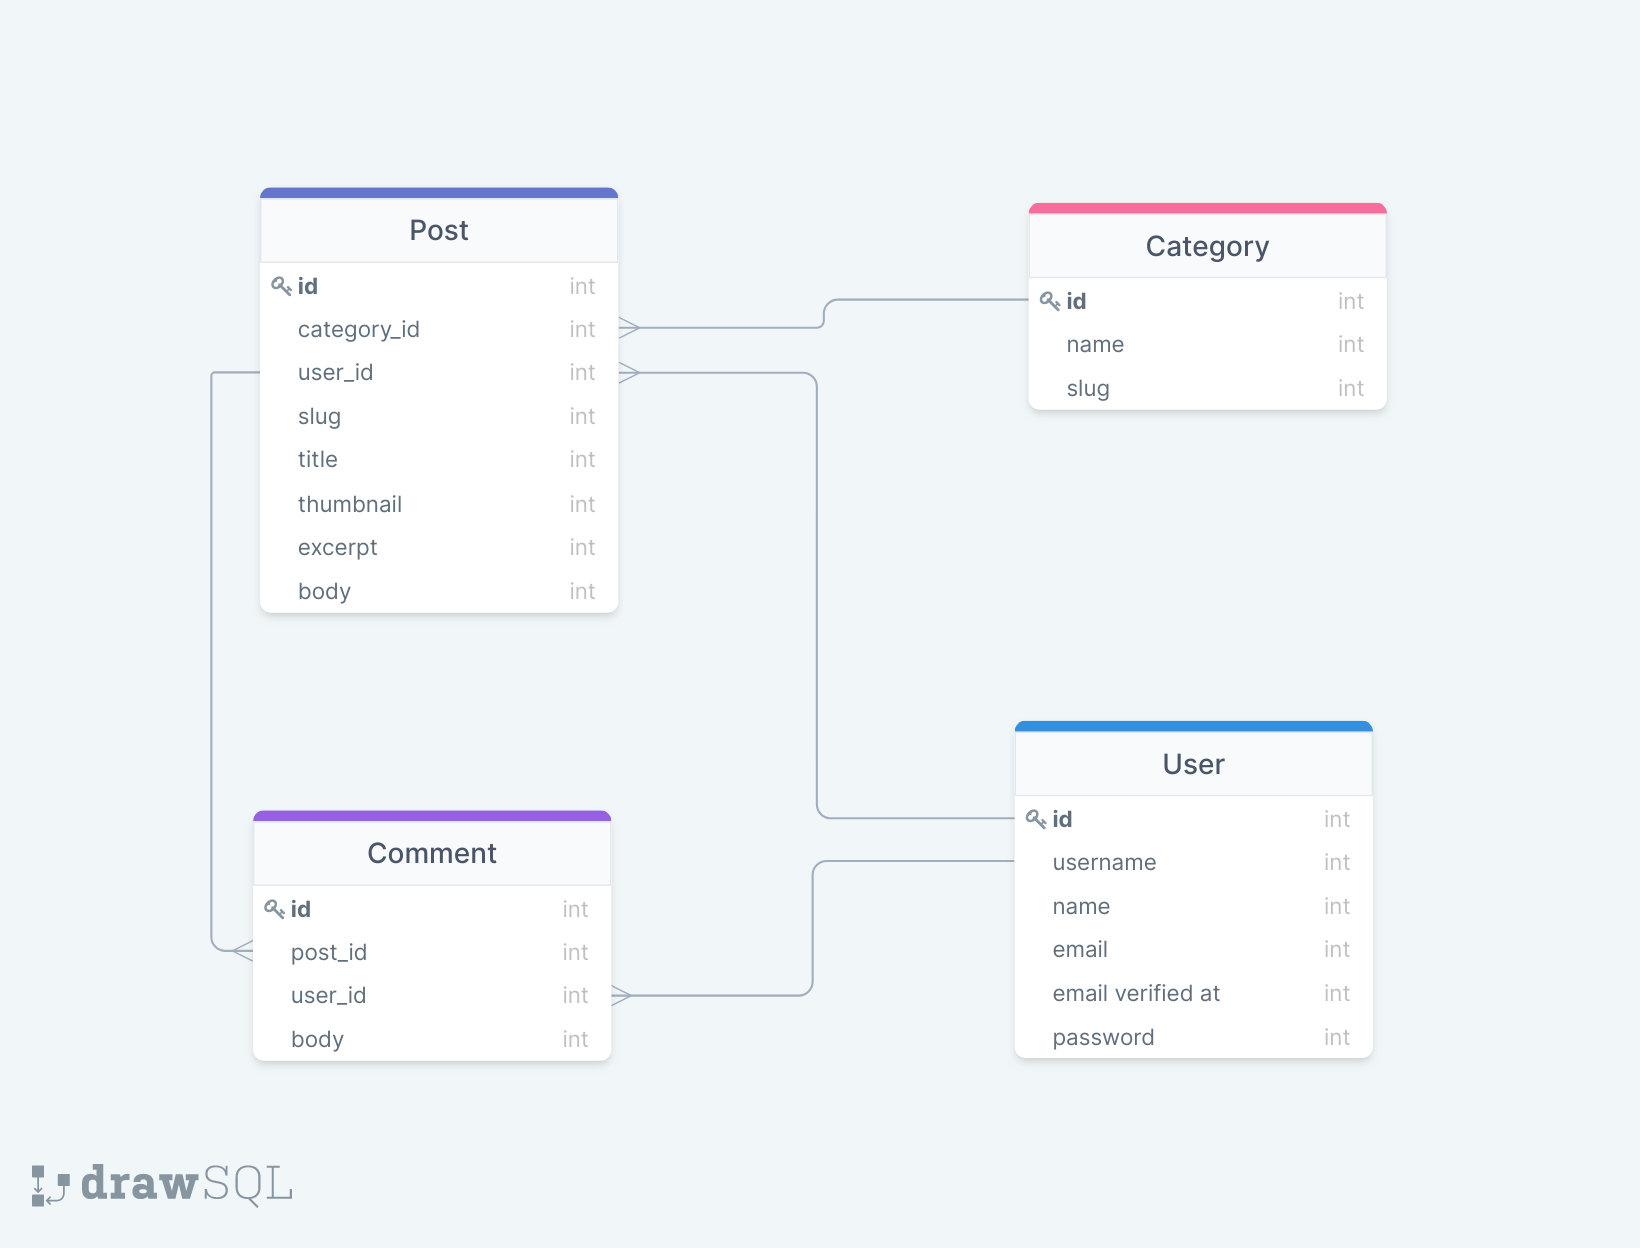 Post
id int
category_id int
user_id int
slug int
title int
thumbnail int
excerpt int
body int
Category
id int
name int
slug int
Comment
id int
post_id int
user_id int
body int
User
id int
username int
name int
email int
email verified at int
password int
drawSQL